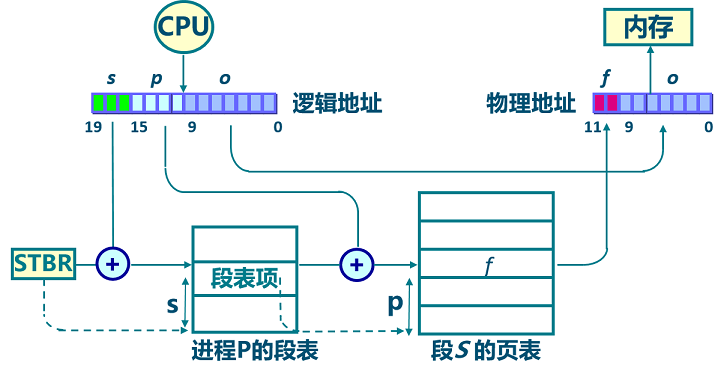 CPU
内存
s p o
f o
逻辑地址
物理地址
19 15 9 0
11 9 0
STBR
+
+
段表项
f
s
p
进程P的段表
段S的页表